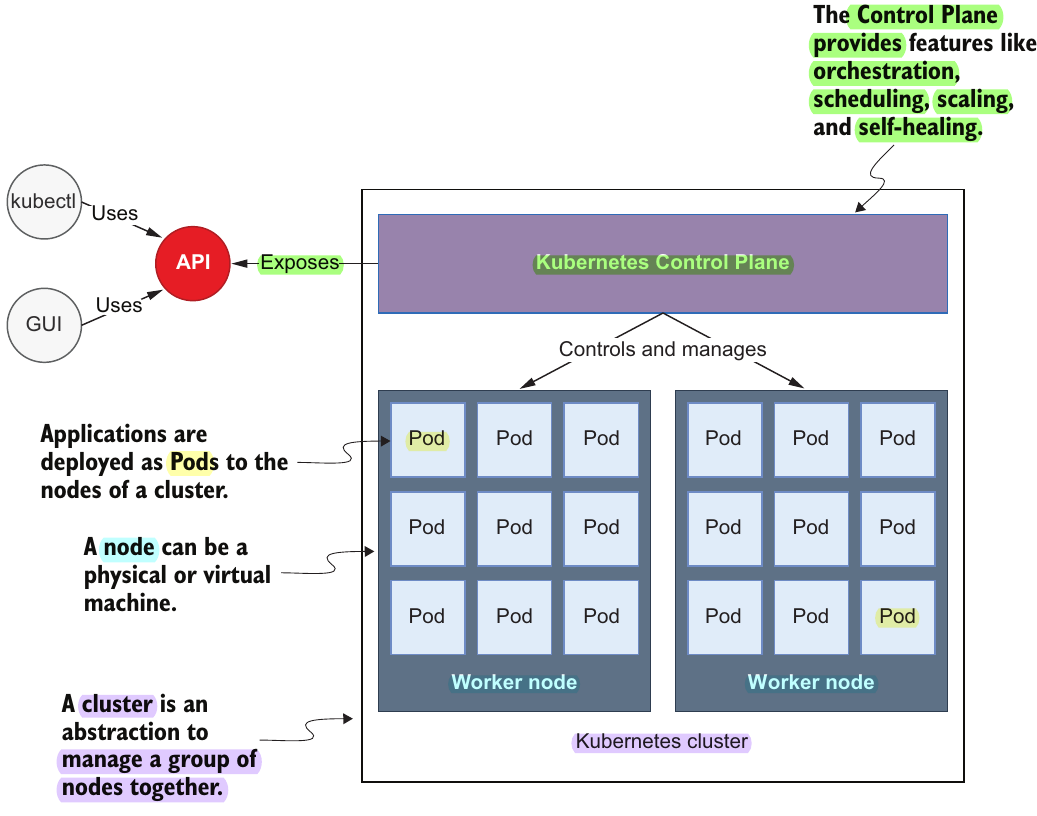 The Control Plane
provides features like
orchestration,
scheduling, scaling,
and self-healing.
kubectl
Uses
API
Exposes
Kubernetes Control Plane
Uses
GUI
Controls and manages
Applications are
deployed as Pods to the
nodes of a cluster.
A node can be a
physical or virtual
machine.
A cluster is an
abstraction to
manage a group of
nodes together.
Pod Pod Pod
Pod Pod Pod
Pod Pod Pod
Worker node
Pod Pod Pod
Pod Pod Pod
Pod Pod Pod
Worker node
Kubernetes cluster